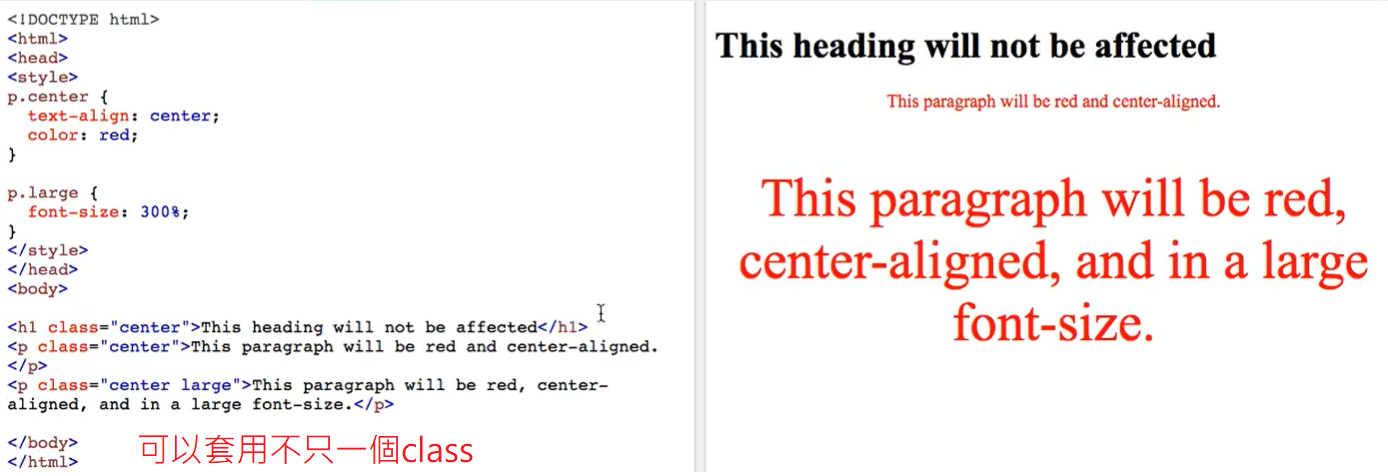 <!DOCTYPE html>
<html>
<head>
<style>
p.center {
  text-align: center;
  color: red;
}

p.large {
  font-size: 300%;
}
</style>
</head>
<body>

<h1 class="center">This heading will not be affected</h1>
<p class="center">This paragraph will be red and center-aligned.
</p>
<p class="center large">This paragraph will be red, center-
aligned, and in a large font-size.</p>

</body>
</html>
可以套用不只一個class
This heading will not be affected
This paragraph will be red and center-aligned.
This paragraph will be red,
center-aligned, and in a large
font-size.